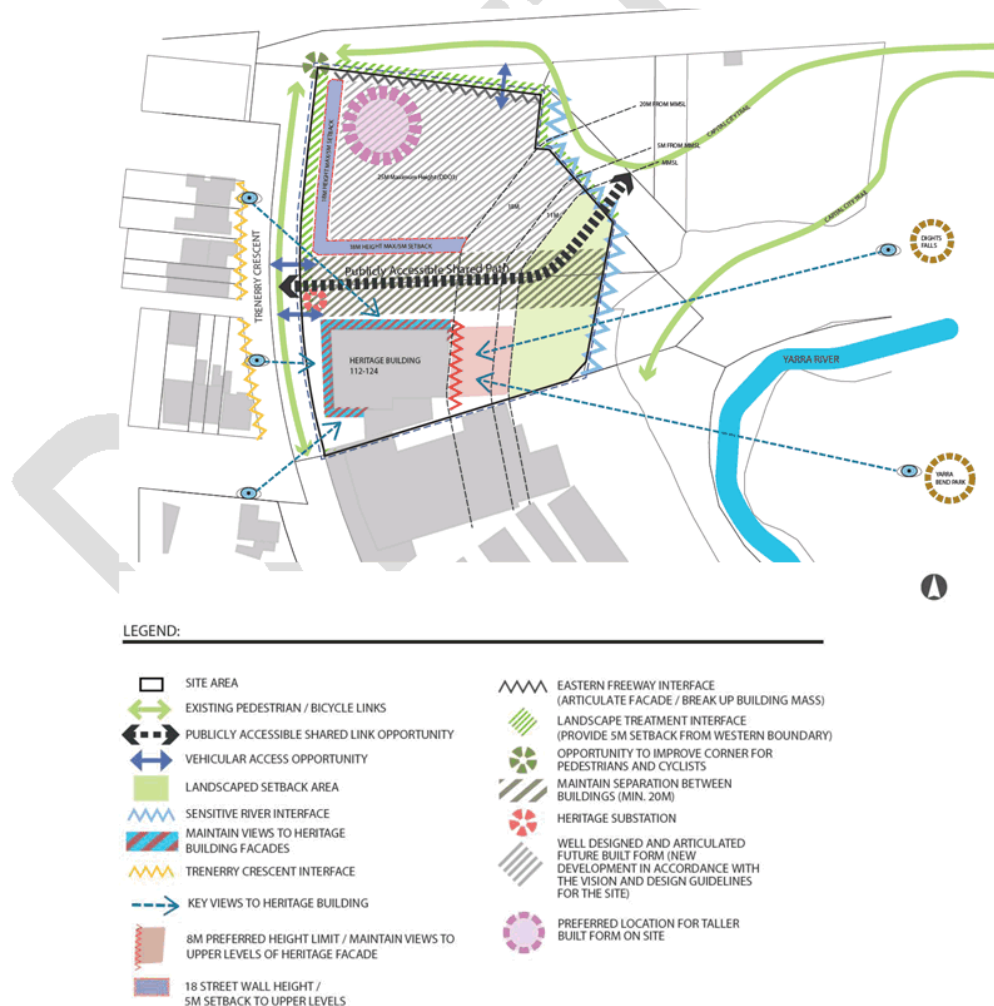 20M FROM MMSL
5M FROM MMSL
MMSL
CAPITAL CITY TRAIL
CAPITAL CITY TRAIL
18M HEIGHT MAX/5M SETBACK
25M Maximum Height (DDO1)
18M
11M
18M HEIGHT MAX/5M SETBACK
Publicly Accessible Shared Path
TRENERRY CRESCENT
DIGHTS
FALLS
HERITAGE BUILDING
112-124
YARRA RIVER
YARRA
BEND PARK
LEGEND:
SITE AREA
EXISTING PEDESTRIAN / BICYCLE LINKS
PUBLICLY ACCESSIBLE SHARED LINK OPPORTUNITY
VEHICULAR ACCESS OPPORTUNITY
LANDSCAPED SETBACK AREA
SENSITIVE RIVER INTERFACE
MAINTAIN VIEWS TO HERITAGE
BUILDING FACADES
TRENERRY CRESCENT INTERFACE
KEY VIEWS TO HERITAGE BUILDING
8M PREFERRED HEIGHT LIMIT / MAINTAIN VIEWS TO
UPPER LEVELS OF HERITAGE FACADE
18 STREET WALL HEIGHT /
5M SETBACK TO UPPER LEVELS
EASTERN FREEWAY INTERFACE
(ARTICULATE FACADE / BREAK UP BUILDING MASS)
LANDSCAPE TREATMENT INTERFACE
(PROVIDE 5M SETBACK FROM WESTERN BOUNDARY)
OPPORTUNITY TO IMPROVE CORNER FOR
PEDESTRIANS AND CYCLISTS
MAINTAIN SEPARATION BETWEEN
BUILDINGS (MIN. 20M)
HERITAGE SUBSTATION
WELL DESIGNED AND ARTICULATED
FUTURE BUILT FORM (NEW
DEVELOPMENT IN ACCORDANCE WITH
THE VISION AND DESIGN GUIDELINES
FOR THE SITE)
PREFERRED LOCATION FOR TALLER
BUILT FORM ON SITE